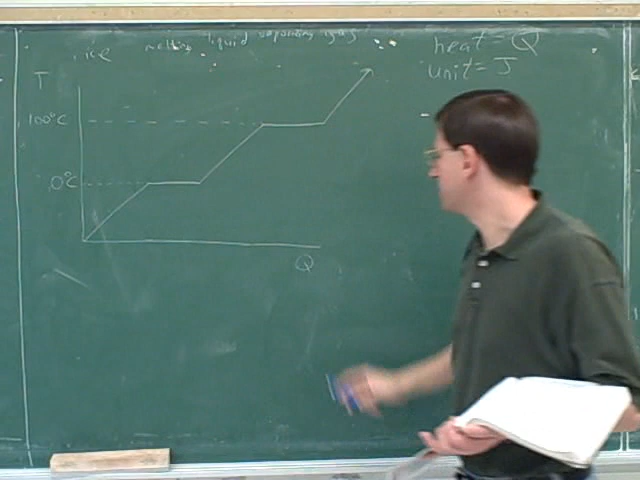 ice melting liquid vaporizing gas
heat = Q
unit = J
T
100°C
0°C
Q